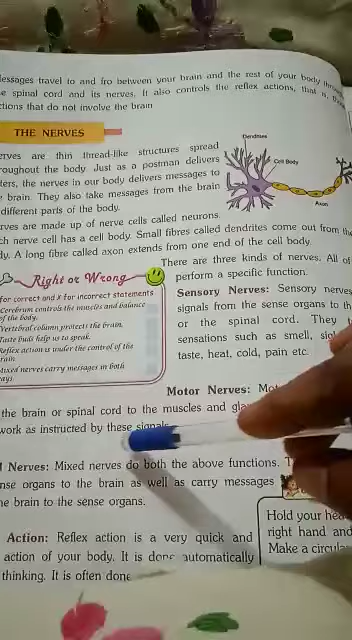 essages travel to and fro between your brain and the rest of your body
e spinal cord and its nerves. It also controls the reflex actions, that is,
ctions that do not involve the brain
THE NERVES
erves are thin thread-like structures spread
roughout the body. Just as a postman delivers
ters, the nerves in our body delivers messages to
brain. They also take messages from the brain
different parts of the body.
rves are made up of nerve cells called neurons.
ch nerve cell has a cell body. Small fibres called dendrites come out from the
dy. A long fibre called axon extends from one end of the cell body.
Dendrites
Cell Body
Axon
Right or Wrong
for correct and ✗ for incorrect statements
Cerebrum controls the muscles and balance
of the body.
Vertebral column protects the brain.
Taste buds help us to speak.
Reflex action is under the control of the
rain
Mixed nerves carry messages in both
ays
There are three kinds of nerves. All of
perform a specific function.
Sensory Nerves: Sensory nerves
signals from the sense organs to th
or the spinal cord. They
sensations such as smell,
taste, heat, cold, pain etc.
Motor Nerves:
the brain or spinal cord to the muscles and
work as instructed by these signals
Nerves: Mixed nerves do both the above functions.
nse organs to the brain as well as carry messages
he brain to the sense organs.
Action: Reflex action is a very quick and
action of your body. It is done automatically
thinking. It is often done
Hold your
right hand and
Make a